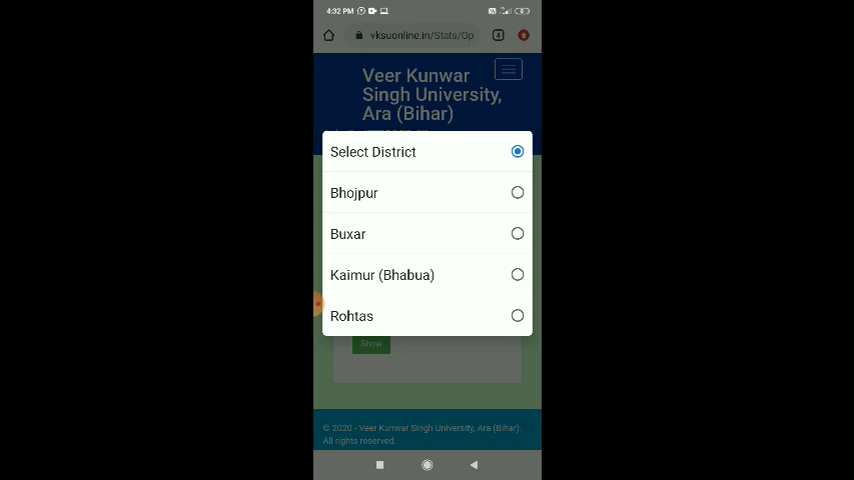 4:32 PM
vksuonline.in/Stats/Op
4
Veer Kunwar
Singh University,
Ara (Bihar)
Select District
Bhojpur
Buxar
Kaimur (Bhabua)
Rohtas
Show
© 2020 - Veer Kunwar Singh University, Ara (Bihar).
All rights reserved.